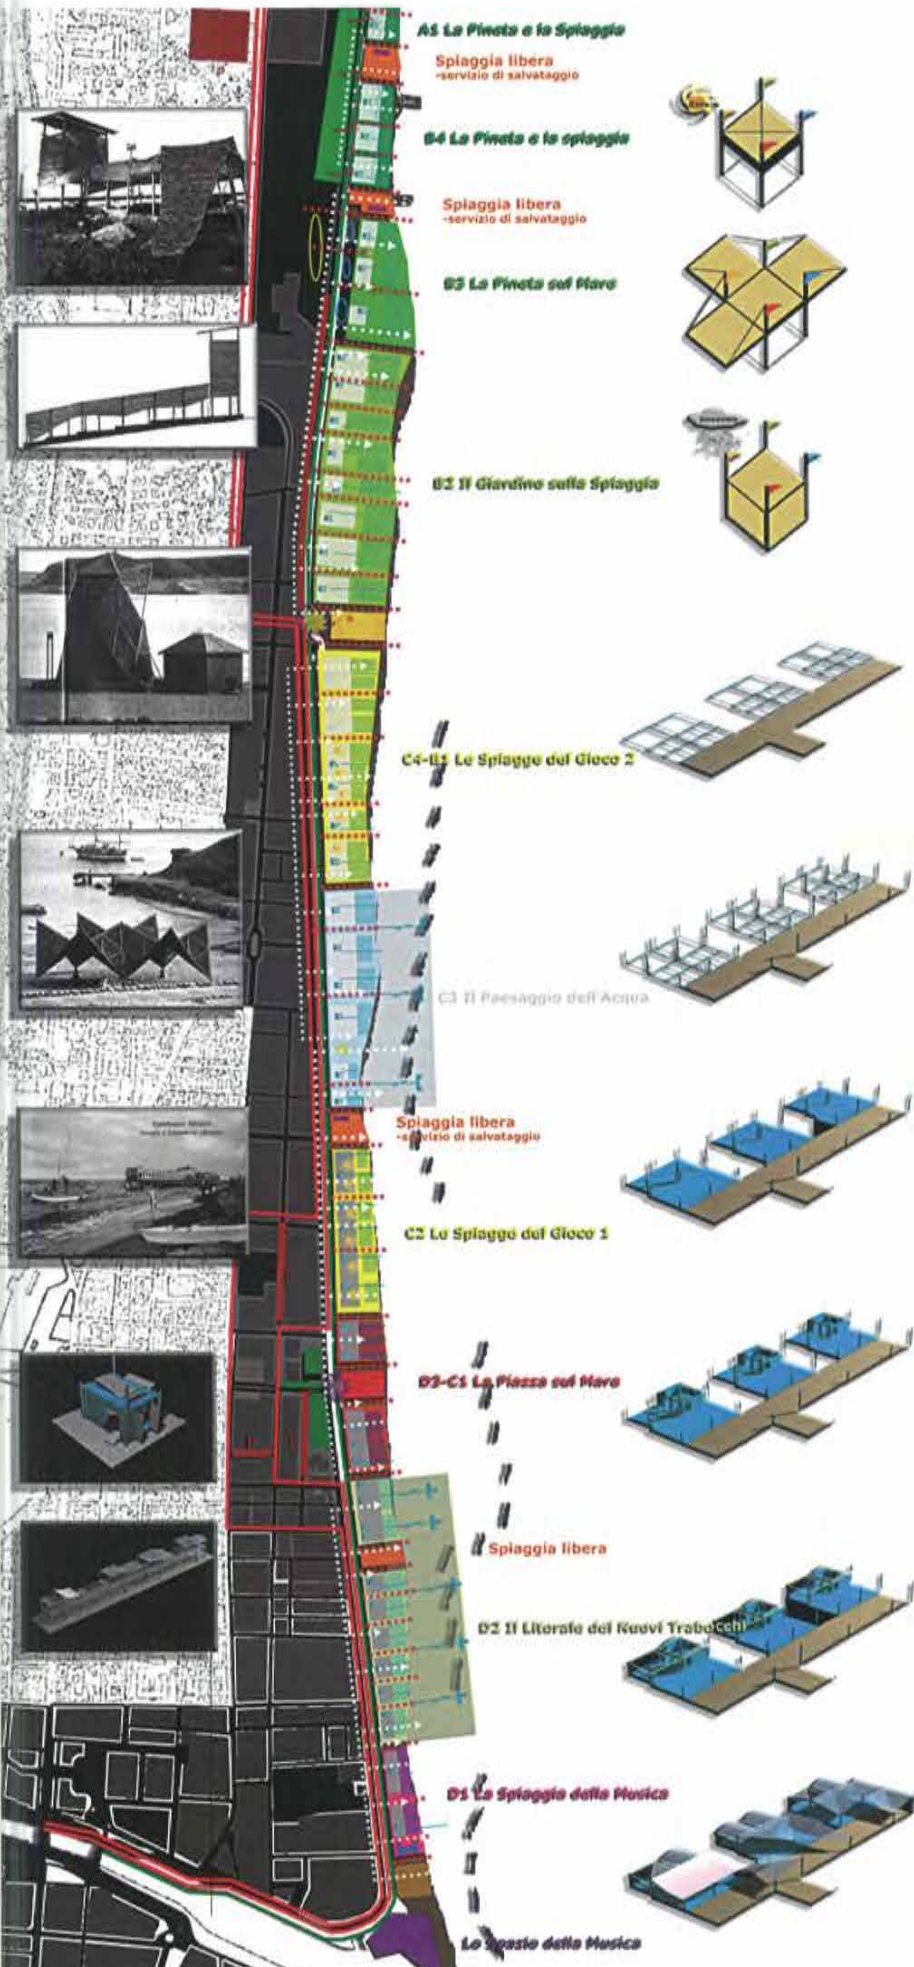 A1 La Pineta e la Spiaggia
Spiaggia libera
-servizio di salvataggio
B4 La Pineta e la spiaggia
Spiaggia libera
-servizio di salvataggio
B3 La Pineta sul Mare
B2 Il Giardino sulla Spiaggia
C4-B1 Le Spiagge del Gioco 2
C3 Il Paesaggio dell'Acqua
Spiaggia libera
-servizio di salvataggio
C2 Le Spiagge del Gioco 1
D3-C1 La Piazza sul Mare
Spiaggia libera
D2 Il Litorale dei Nuovi Trabocchi
D1 La Spiaggia della Musica
Lo Spazio della Musica